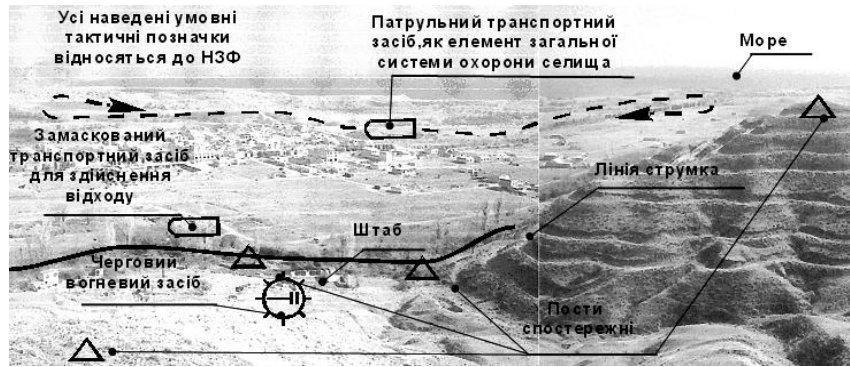 Усі наведені умовні
тактичні позначки
відносяться до НЗФ
Патрульний транспортний
засіб,як елемент загальної
системи охорони селища
Море
Замаскований
транспортний засіб
для здійснення
відходу
Лінія струмка
Штаб
Черговий
вогневий засіб
Пости
спостережні